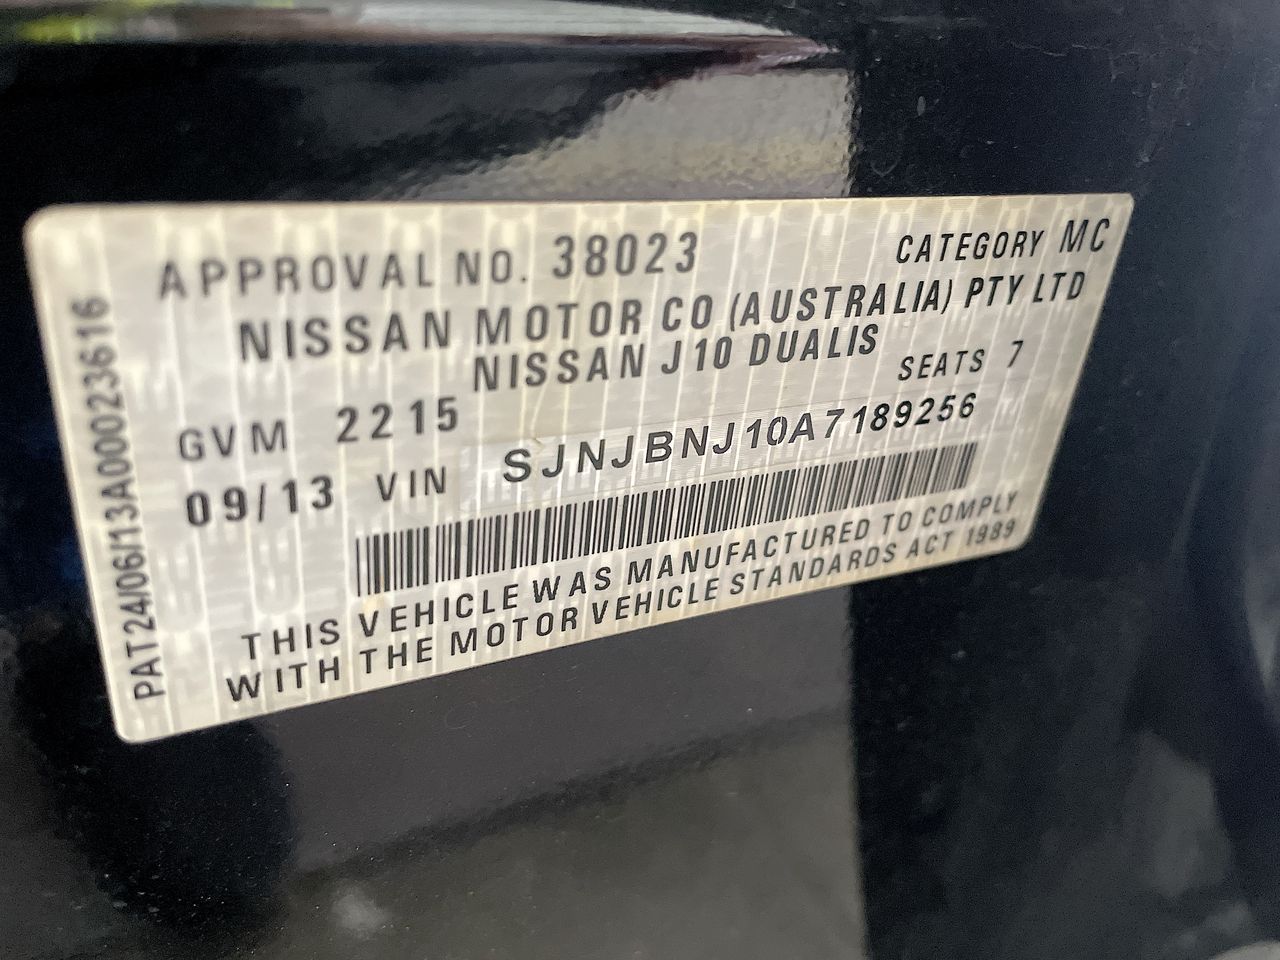 APPROVAL NO. 38023 CATEGORY MC
NISSAN MOTOR CO (AUSTRALIA) PTY LTD
NISSAN J10 DUALIS
GVM 2215 SEATS 7
09/13 VIN SJNJBNJ10A7189256
THIS VEHICLE WAS MANUFACTURED TO COMPLY
WITH THE MOTOR VEHICLE STANDARDS ACT 1989
PAT24/06/13A000236116